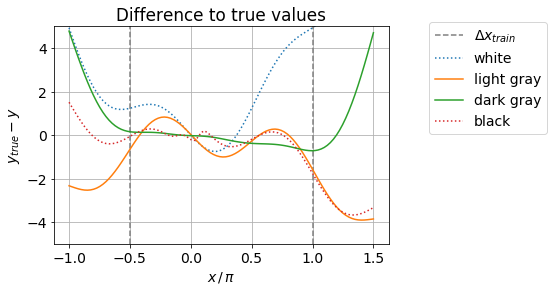 Difference to true values
4
2
0
−2
−4
−1.0 −0.5 0.0 0.5 1.0 1.5
x / π
y_true − y
Δx_train
white
light gray
dark gray
black